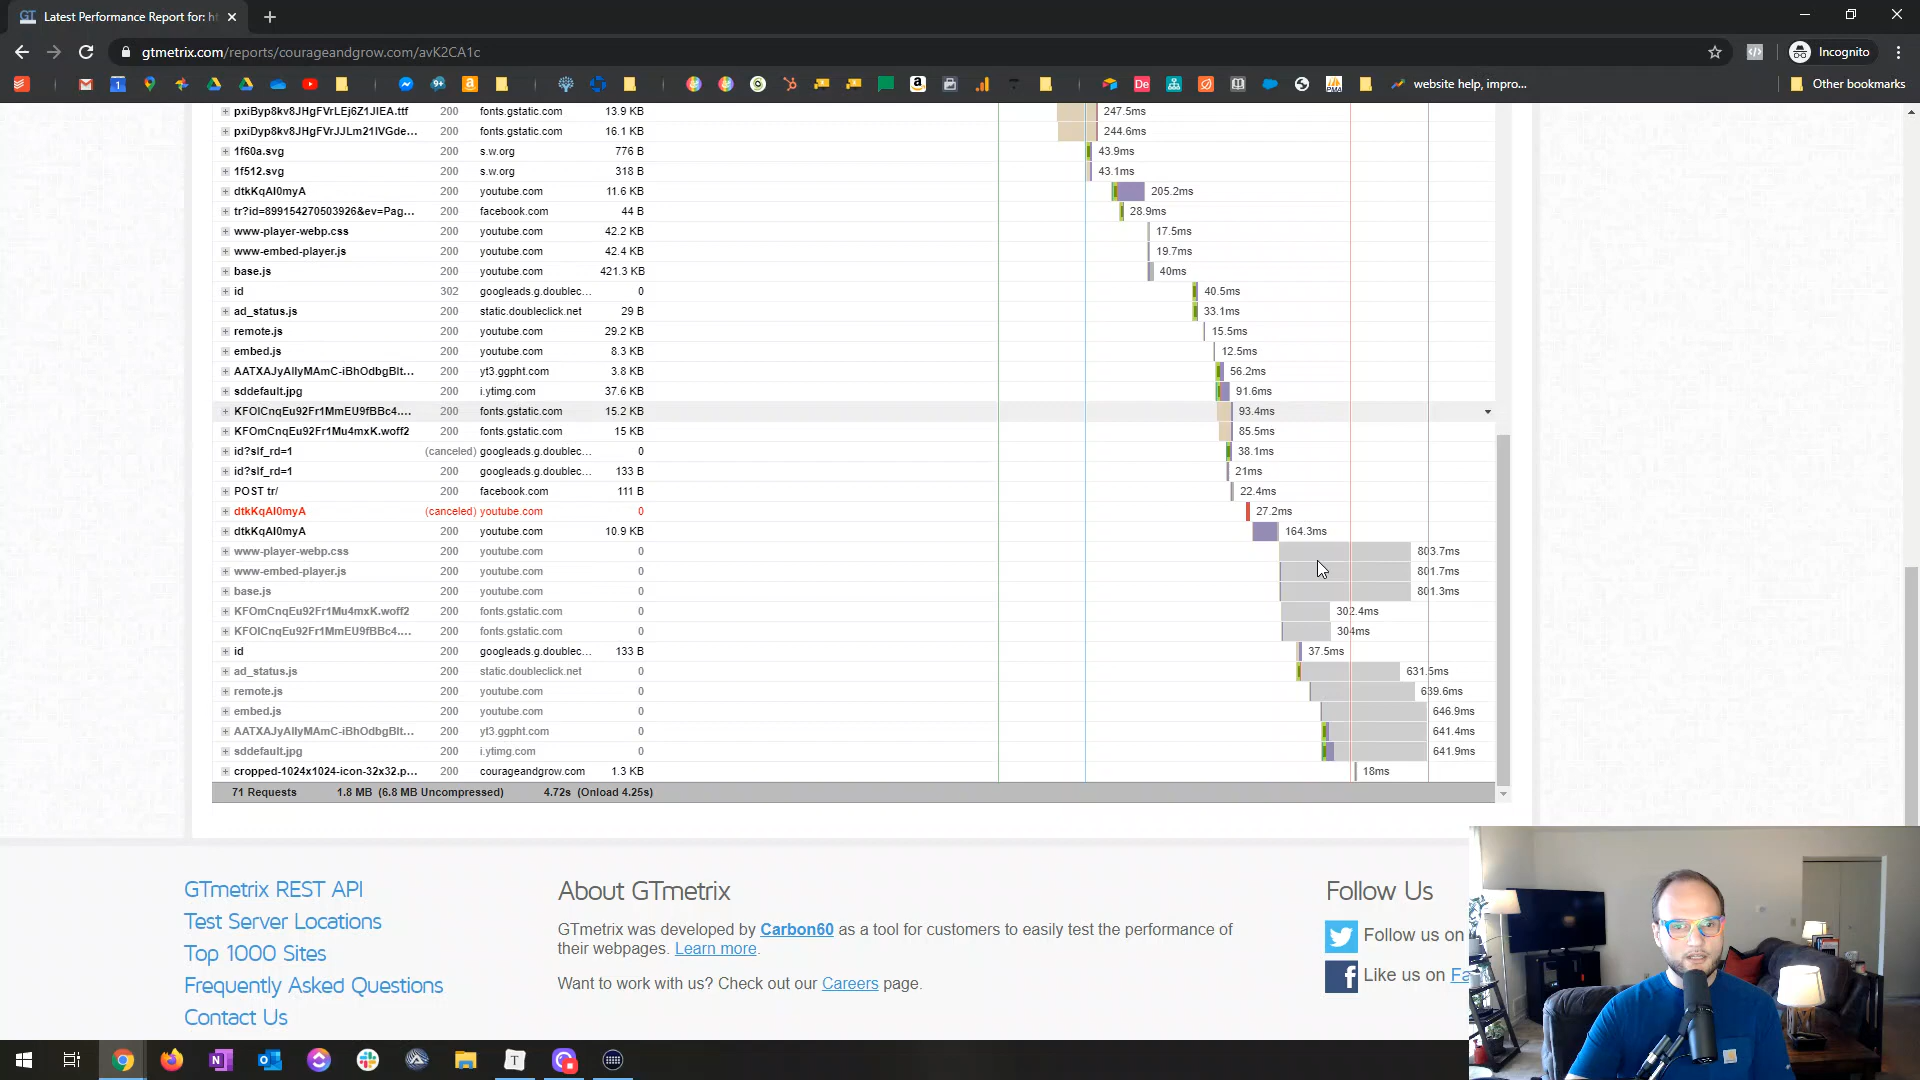 GT Latest Performance Report for: ht
gtmetrix.com/reports/courageandgrow.com/avK2CA1c
Incognito
website help, impro...
Other bookmarks
pxiByp8kv8JHgFVrLEj6Z1JlEA.ttf 200 fonts.gstatic.com 13.9 KB 247.5ms
pxiDyp8kv8JHgFVrJJLm21lVGde... 200 fonts.gstatic.com 16.1 KB 244.6ms
1f60a.svg 200 s.w.org 776 B 43.9ms
1f512.svg 200 s.w.org 318 B 43.1ms
dtkKqAI0myA 200 youtube.com 11.6 KB 205.2ms
tr?id=899154270503926&ev=Pag... 200 facebook.com 44 B 28.9ms
www-player-webp.css 200 youtube.com 42.2 KB 17.5ms
www-embed-player.js 200 youtube.com 42.4 KB 19.7ms
base.js 200 youtube.com 421.3 KB 40ms
id 302 googleads.g.doublec... 0 40.5ms
ad_status.js 200 static.doubleclick.net 29 B 33.1ms
remote.js 200 youtube.com 29.2 KB 15.5ms
embed.js 200 youtube.com 8.3 KB 12.5ms
AATXAJyAllyMAmC-iBhOdbgBlt... 200 yt3.ggpht.com 3.8 KB 56.2ms
sddefault.jpg 200 i.ytimg.com 37.6 KB 91.6ms
KFOlCnqEu92Fr1MmEU9fBBc4.... 200 fonts.gstatic.com 15.2 KB 93.4ms
KFOmCnqEu92Fr1Mu4mxK.woff2 200 fonts.gstatic.com 15 KB 85.5ms
id?slf_rd=1 (canceled) googleads.g.doublec... 0 38.1ms
id?slf_rd=1 200 googleads.g.doublec... 133 B 21ms
POST tr/ 200 facebook.com 111 B 22.4ms
dtkKqAI0myA (canceled) youtube.com 0 27.2ms
dtkKqAI0myA 200 youtube.com 10.9 KB 164.3ms
www-player-webp.css 200 youtube.com 0 803.7ms
www-embed-player.js 200 youtube.com 0 801.7ms
base.js 200 youtube.com 0 801.3ms
KFOmCnqEu92Fr1Mu4mxK.woff2 200 fonts.gstatic.com 0 302.4ms
KFOlCnqEu92Fr1MmEU9fBBc4.... 200 fonts.gstatic.com 0 304ms
id 200 googleads.g.doublec... 133 B 37.5ms
ad_status.js 200 static.doubleclick.net 0 631.5ms
remote.js 200 youtube.com 0 639.6ms
embed.js 200 youtube.com 0 646.9ms
AATXAJyAllyMAmC-iBhOdbgBlt... 200 yt3.ggpht.com 0 641.4ms
sddefault.jpg 200 i.ytimg.com 0 641.9ms
cropped-1024x1024-icon-32x32.p... 200 courageandgrow.com 1.3 KB 18ms
71 Requests 1.8 MB (6.8 MB Uncompressed) 4.72s (Onload 4.25s)
GTmetrix REST API
Test Server Locations
Top 1000 Sites
Frequently Asked Questions
Contact Us
About GTmetrix
GTmetrix was developed by Carbon60 as a tool for customers to easily test the performance of
their webpages. Learn more.
Want to work with us? Check out our Careers page.
Follow Us
Follow us on
Like us on Fa